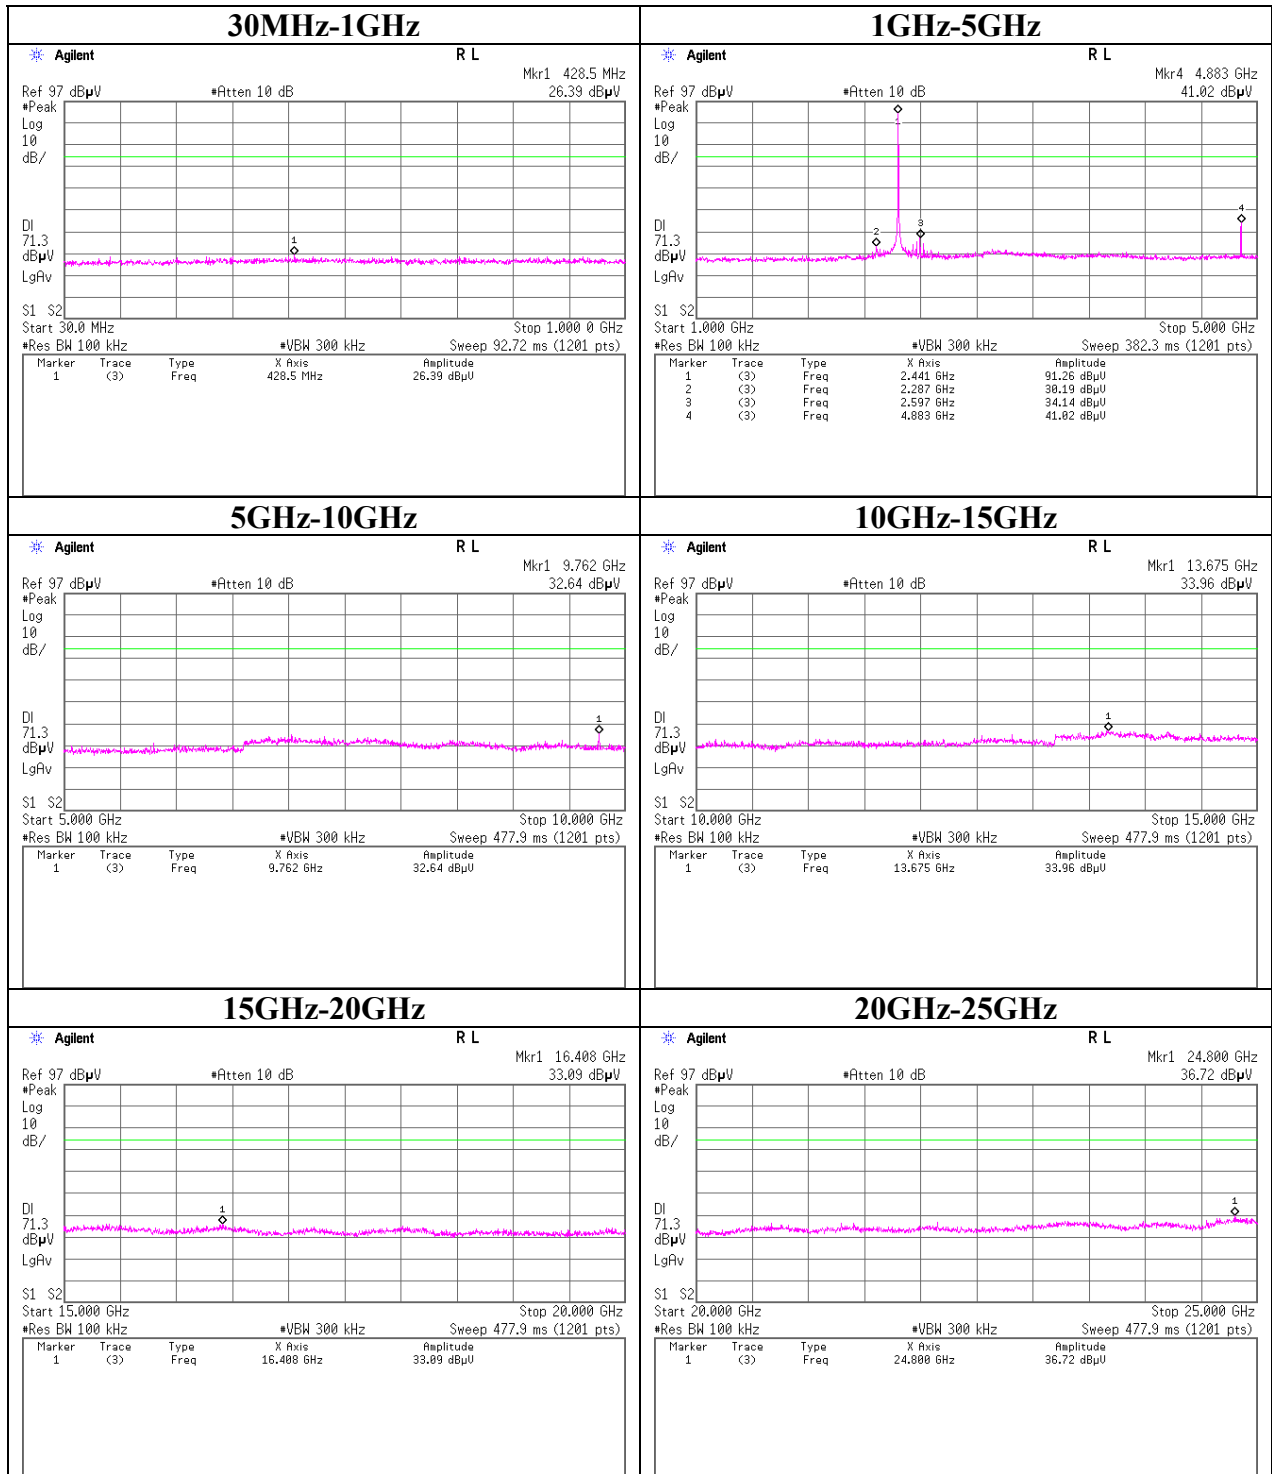 30MHz-1GHz
Agilent R L
Mkr1 428.5 MHz
Ref 97 dBµV #Atten 10 dB 26.39 dBµV
#Peak
Log
10
dB/
1
DI
71.3
dBµV
LgAv
S1 S2
Start 30.0 MHz Stop 1.000 0 GHz
#Res BW 100 kHz #VBW 300 kHz Sweep 92.72 ms (1201 pts)
Marker Trace Type X Axis Amplitude
1 (3) Freq 428.5 MHz 26.39 dBµV
1GHz-5GHz
Agilent R L
Mkr4 4.883 GHz
Ref 97 dBµV #Atten 10 dB 41.02 dBµV
#Peak
Log
10
dB/
1
2 3 4
DI
71.3
dBµV
LgAv
S1 S2
Start 1.000 GHz Stop 5.000 GHz
#Res BW 100 kHz #VBW 300 kHz Sweep 382.3 ms (1201 pts)
Marker Trace Type X Axis Amplitude
1 (3) Freq 2.441 GHz 91.26 dBµV
2 (3) Freq 2.287 GHz 30.19 dBµV
3 (3) Freq 2.597 GHz 34.14 dBµV
4 (3) Freq 4.883 GHz 41.02 dBµV
5GHz-10GHz
Agilent R L
Mkr1 9.762 GHz
Ref 97 dBµV #Atten 10 dB 32.64 dBµV
#Peak
Log
10
dB/
1
DI
71.3
dBµV
LgAv
S1 S2
Start 5.000 GHz Stop 10.000 GHz
#Res BW 100 kHz #VBW 300 kHz Sweep 477.9 ms (1201 pts)
Marker Trace Type X Axis Amplitude
1 (3) Freq 9.762 GHz 32.64 dBµV
10GHz-15GHz
Agilent R L
Mkr1 13.675 GHz
Ref 97 dBµV #Atten 10 dB 33.96 dBµV
#Peak
Log
10
dB/
1
DI
71.3
dBµV
LgAv
S1 S2
Start 10.000 GHz Stop 15.000 GHz
#Res BW 100 kHz #VBW 300 kHz Sweep 477.9 ms (1201 pts)
Marker Trace Type X Axis Amplitude
1 (3) Freq 13.675 GHz 33.96 dBµV
15GHz-20GHz
Agilent R L
Mkr1 16.408 GHz
Ref 97 dBµV #Atten 10 dB 33.09 dBµV
#Peak
Log
10
dB/
1
DI
71.3
dBµV
LgAv
S1 S2
Start 15.000 GHz Stop 20.000 GHz
#Res BW 100 kHz #VBW 300 kHz Sweep 477.9 ms (1201 pts)
Marker Trace Type X Axis Amplitude
1 (3) Freq 16.408 GHz 33.09 dBµV
20GHz-25GHz
Agilent R L
Mkr1 24.800 GHz
Ref 97 dBµV #Atten 10 dB 36.72 dBµV
#Peak
Log
10
dB/
1
DI
71.3
dBµV
LgAv
S1 S2
Start 20.000 GHz Stop 25.000 GHz
#Res BW 100 kHz #VBW 300 kHz Sweep 477.9 ms (1201 pts)
Marker Trace Type X Axis Amplitude
1 (3) Freq 24.800 GHz 36.72 dBµV